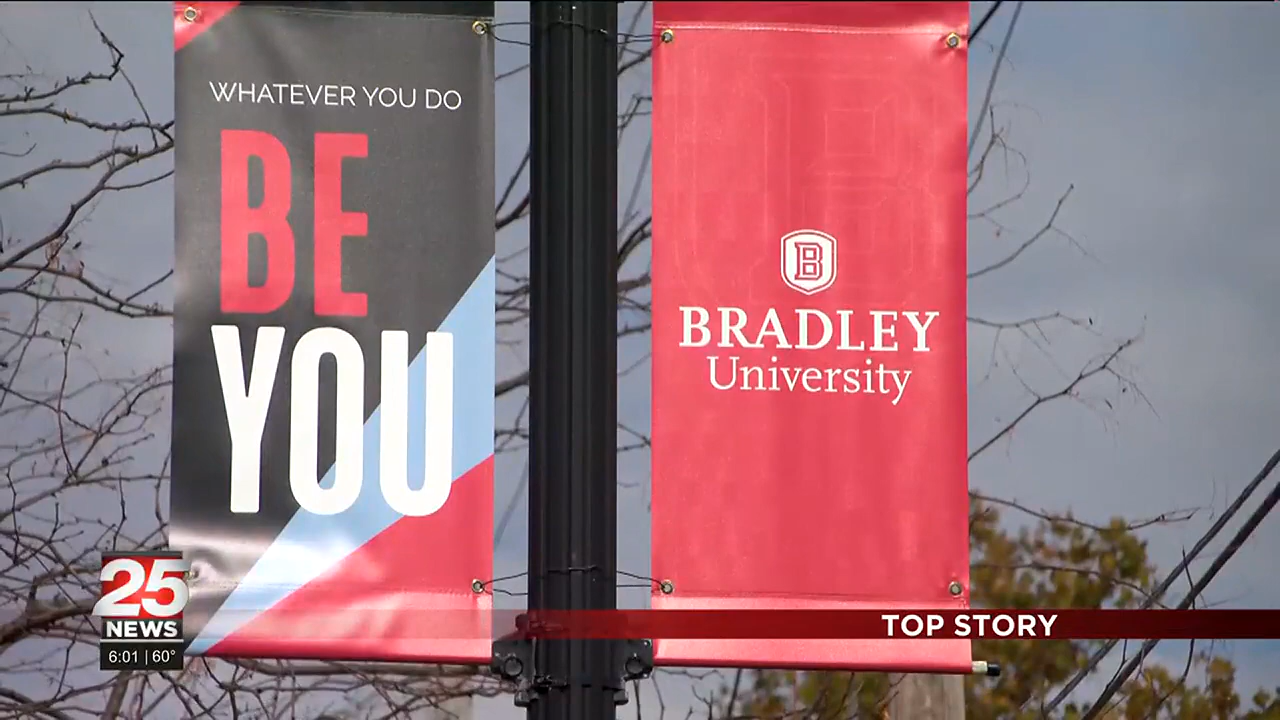 WHATEVER YOU DO
BE
YOU
B
BRADLEY
University
25
NEWS
6:01 | 60°
TOP STORY